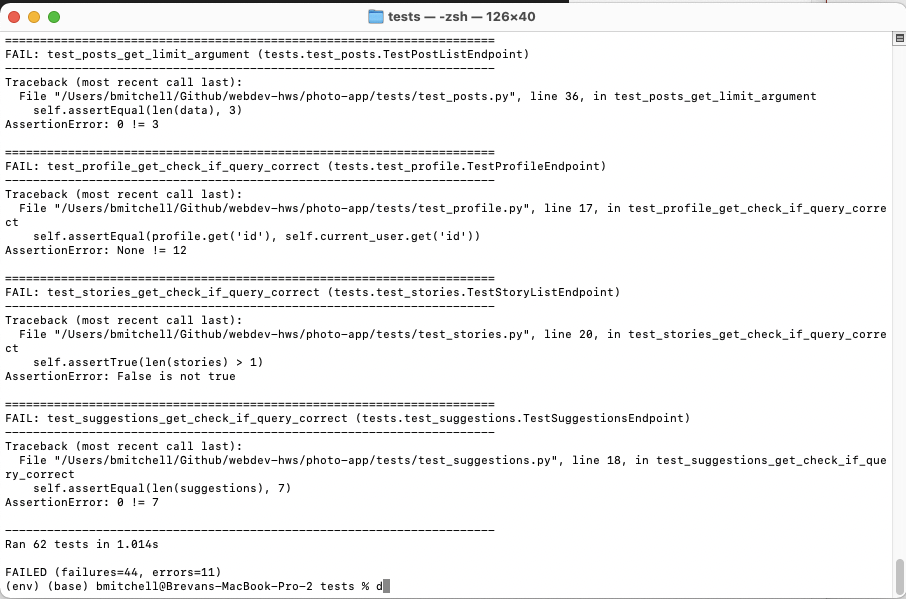 tests — -zsh — 126×40
======================================================================
FAIL: test_posts_get_limit_argument (tests.test_posts.TestPostListEndpoint)
----------------------------------------------------------------------
Traceback (most recent call last):
  File "/Users/bmitchell/Github/webdev-hws/photo-app/tests/test_posts.py", line 36, in test_posts_get_limit_argument
    self.assertEqual(len(data), 3)
AssertionError: 0 != 3
======================================================================
FAIL: test_profile_get_check_if_query_correct (tests.test_profile.TestProfileEndpoint)
----------------------------------------------------------------------
Traceback (most recent call last):
  File "/Users/bmitchell/Github/webdev-hws/photo-app/tests/test_profile.py", line 17, in test_profile_get_check_if_query_corre
ct
    self.assertEqual(profile.get('id'), self.current_user.get('id'))
AssertionError: None != 12
======================================================================
FAIL: test_stories_get_check_if_query_correct (tests.test_stories.TestStoryListEndpoint)
----------------------------------------------------------------------
Traceback (most recent call last):
  File "/Users/bmitchell/Github/webdev-hws/photo-app/tests/test_stories.py", line 20, in test_stories_get_check_if_query_corre
ct
    self.assertTrue(len(stories) > 1)
AssertionError: False is not true
======================================================================
FAIL: test_suggestions_get_check_if_query_correct (tests.test_suggestions.TestSuggestionsEndpoint)
----------------------------------------------------------------------
Traceback (most recent call last):
  File "/Users/bmitchell/Github/webdev-hws/photo-app/tests/test_suggestions.py", line 18, in test_suggestions_get_check_if_que
ry_correct
    self.assertEqual(len(suggestions), 7)
AssertionError: 0 != 7
----------------------------------------------------------------------
Ran 62 tests in 1.014s
FAILED (failures=44, errors=11)
(env) (base) bmitchell@Brevans-MacBook-Pro-2 tests % d